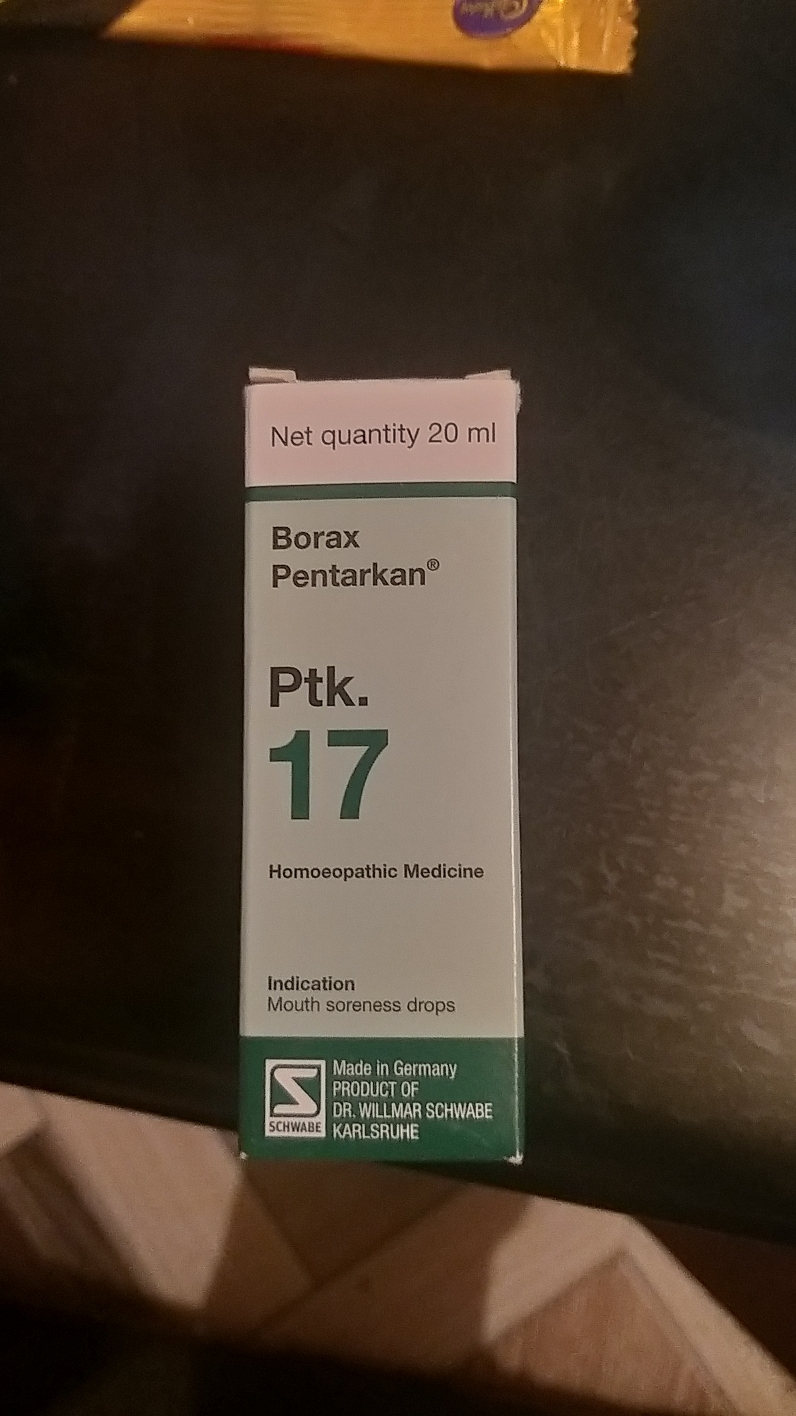 Cadbury
Net quantity 20 ml
Borax
Pentarkan®
Ptk.
17
Homoeopathic Medicine
Indication
Mouth soreness drops
SCHWABE
Made in Germany
PRODUCT OF
DR. WILLMAR SCHWABE
KARLSRUHE